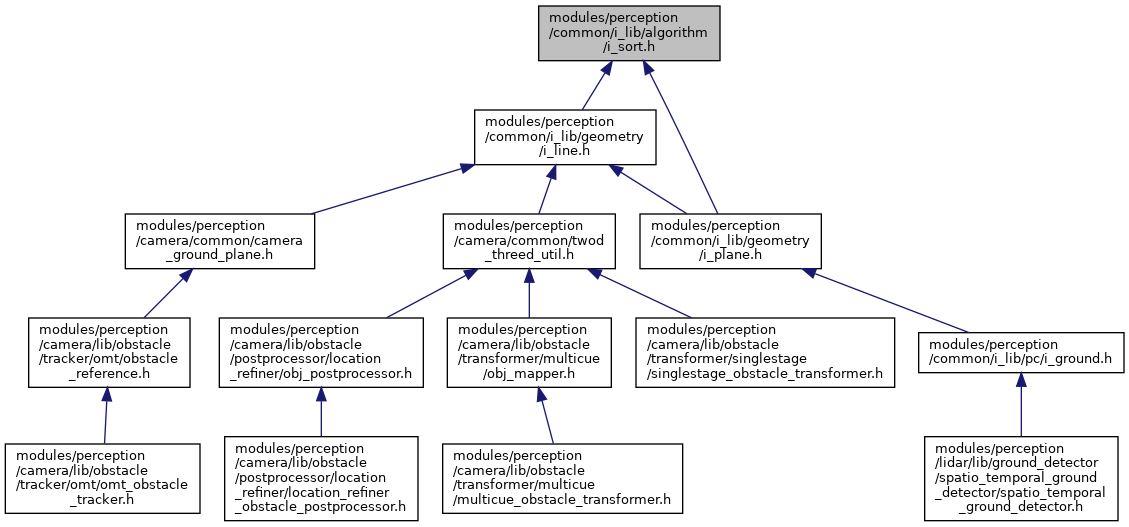 modules/perception
/common/i_lib/algorithm
/i_sort.h
modules/perception
/common/i_lib/geometry
/i_line.h
modules/perception
/camera/common/camera
_ground_plane.h
modules/perception
/camera/common/twod
_threed_util.h
modules/perception
/common/i_lib/geometry
/i_plane.h
modules/perception
/camera/lib/obstacle
/tracker/omt/obstacle
_reference.h
modules/perception
/camera/lib/obstacle
/postprocessor/location
_refiner/obj_postprocessor.h
modules/perception
/camera/lib/obstacle
/transformer/multicue
/obj_mapper.h
modules/perception
/camera/lib/obstacle
/transformer/singlestage
/singlestage_obstacle_transformer.h
modules/perception
/common/i_lib/pc/i_ground.h
modules/perception
/camera/lib/obstacle
/tracker/omt/omt_obstacle
_tracker.h
modules/perception
/camera/lib/obstacle
/postprocessor/location
_refiner/location_refiner
_obstacle_postprocessor.h
modules/perception
/camera/lib/obstacle
/transformer/multicue
/multicue_obstacle_transformer.h
modules/perception
/lidar/lib/ground_detector
/spatio_temporal_ground
_detector/spatio_temporal
_ground_detector.h